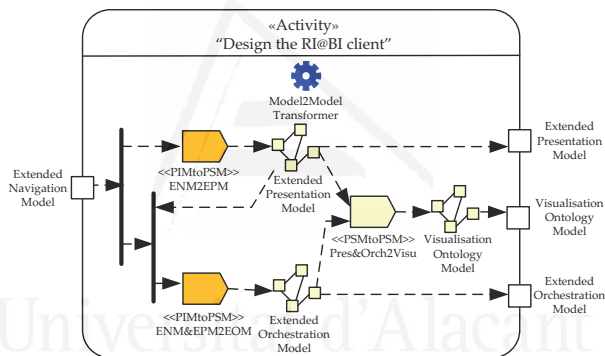 «Activity»
“Design the RI@BI client”
Model2Model
Transformer
Extended
Navigation
Model
<<PIMtoPSM>>
ENM2EPM
Extended
Presentation
Model
Extended
Presentation
Model
<<PSMtoPSM>>
Pres&Orch2Visu
Visualisation
Ontology
Model
Visualisation
Ontology
Model
<<PIMtoPSM>>
ENM&EPM2EOM
Extended
Orchestration
Model
Extended
Orchestration
Model
Universitat d'Alacant